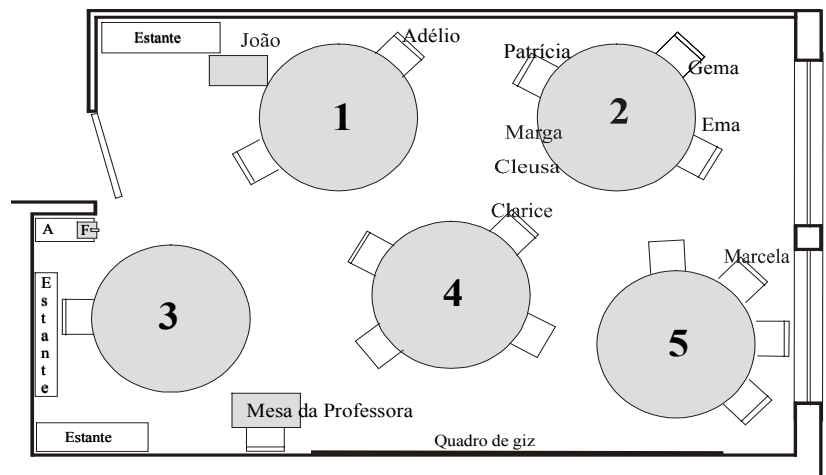 Estante
João
Adélio
Patrícia
Gema
1
2
Ema
Marga
Cleusa
Clarice
A
F
Marcela
Estante
3
4
5
Mesa da Professora
Estante
Quadro de giz